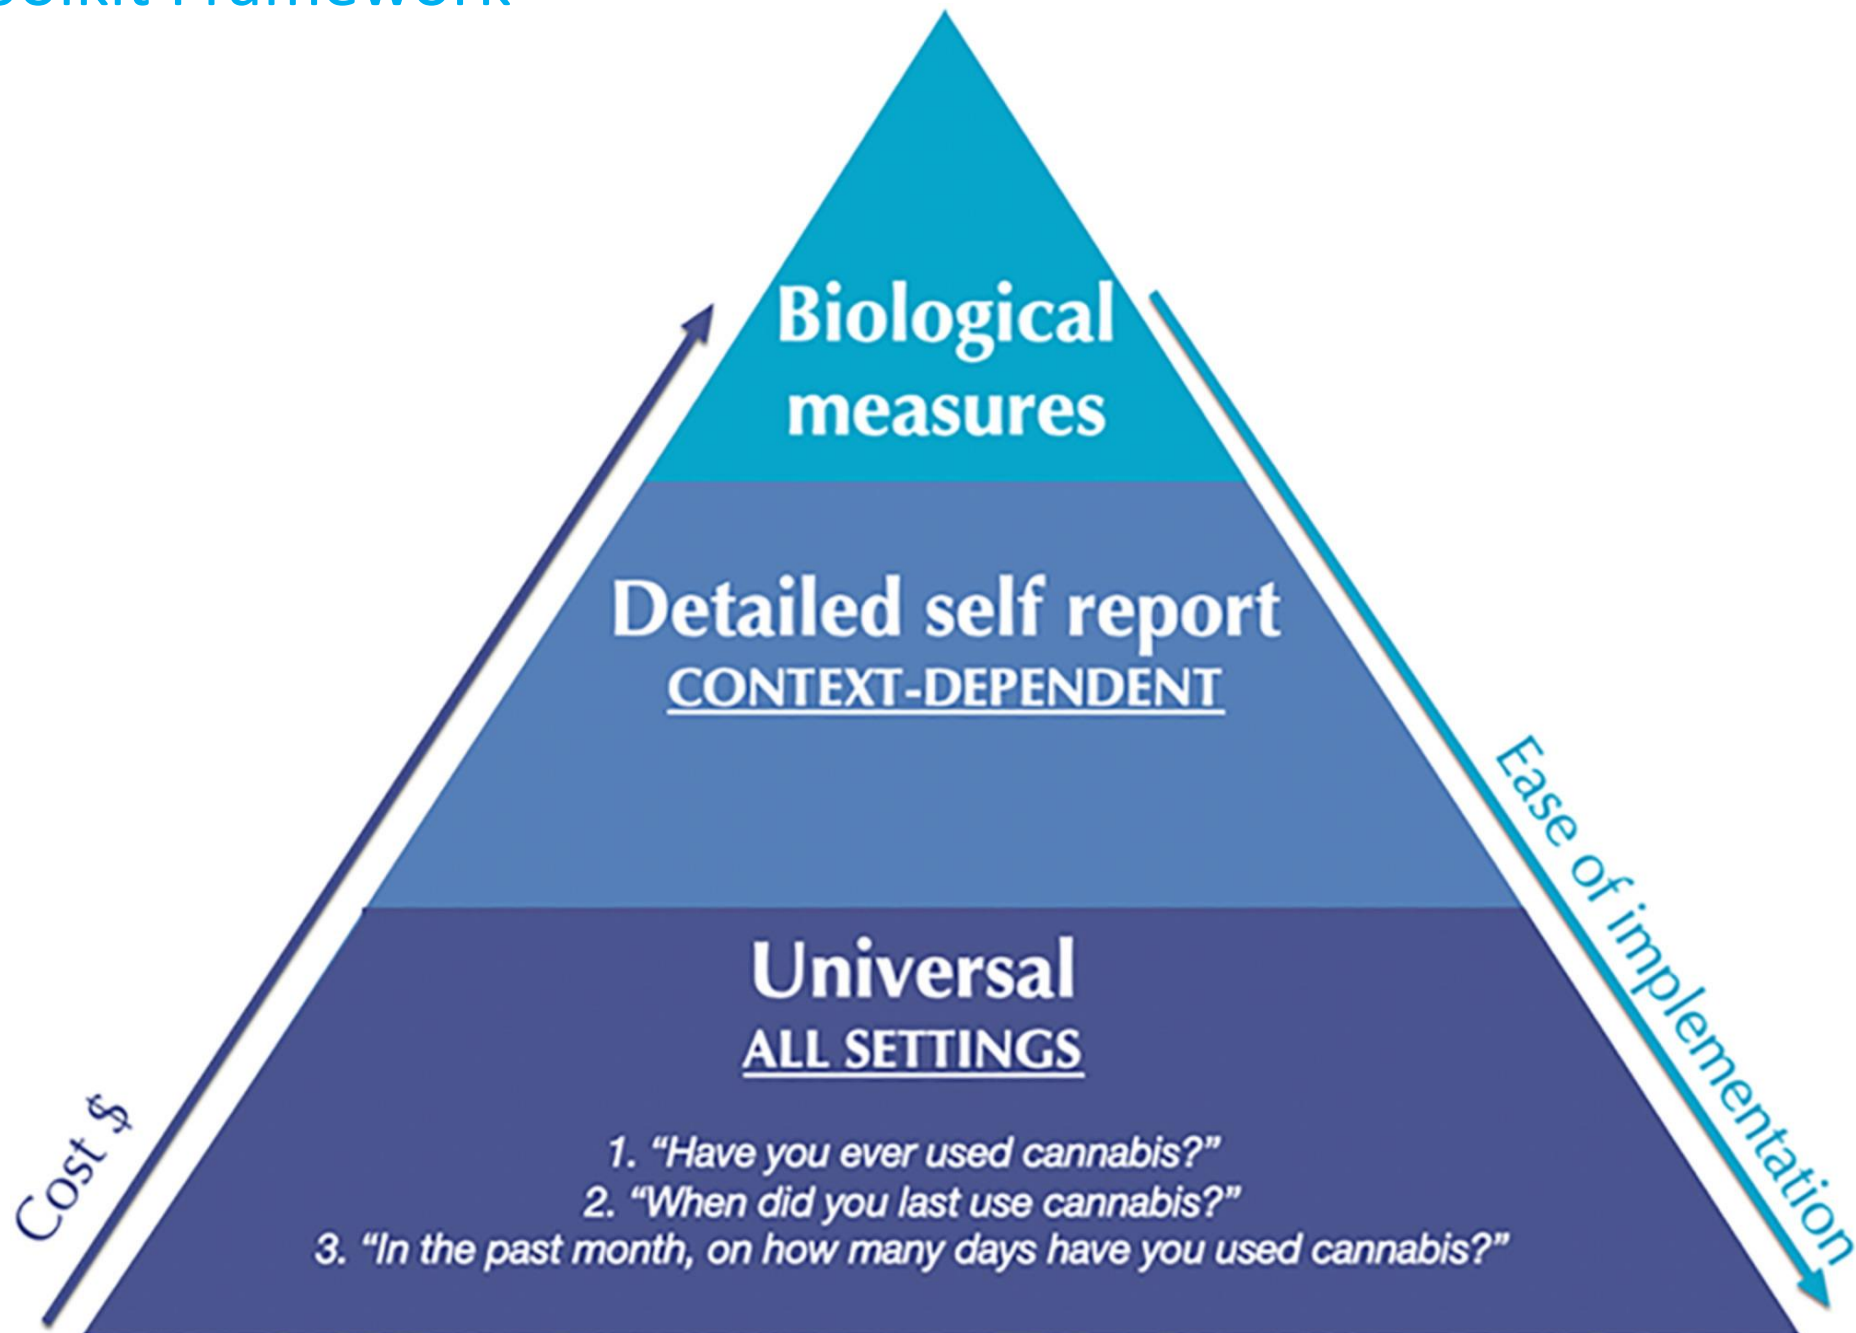 Framework
Biological
measures
Detailed self report
CONTEXT-DEPENDENT
Universal
ALL SETTINGS
1. “Have you ever used cannabis?”
2. “When did you last use cannabis?”
3. “In the past month, on how many days have you used cannabis?”
Cost $
Ease of implementation